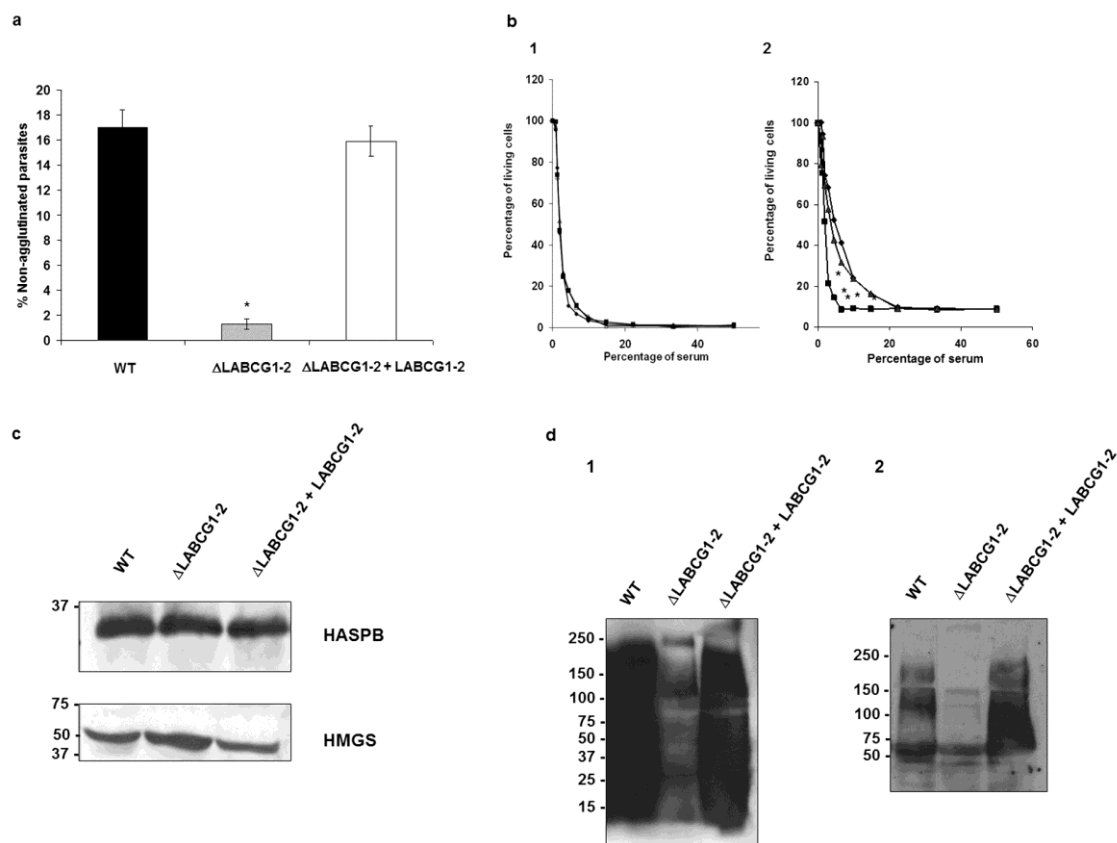 a
20
18
16
14
12
10
8
6
4
2
0
% Non-agglutinated parasites
*
WT
ΔLABCG1-2
ΔLABCG1-2 + LABCG1-2
b
1
120
100
80
60
40
20
0
Percentage of living cells
0
20
40
Percentage of serum
2
120
100
80
60
40
20
0
Percentage of living cells
* * * * * *
0
10
20
30
40
50
60
Percentage of serum
c
WT
ΔLABCG1-2
ΔLABCG1-2 + LABCG1-2
37 -
HASPB
75 -
50 -
37 -
HMGS
d
1
WT
ΔLABCG1-2
ΔLABCG1-2 + LABCG1-2
250 -
150 -
100 -
75 -
50 -
37 -
25 -
15 -
2
WT
ΔLABCG1-2
ΔLABCG1-2 + LABCG1-2
250 -
150 -
100 -
75 -
50 -